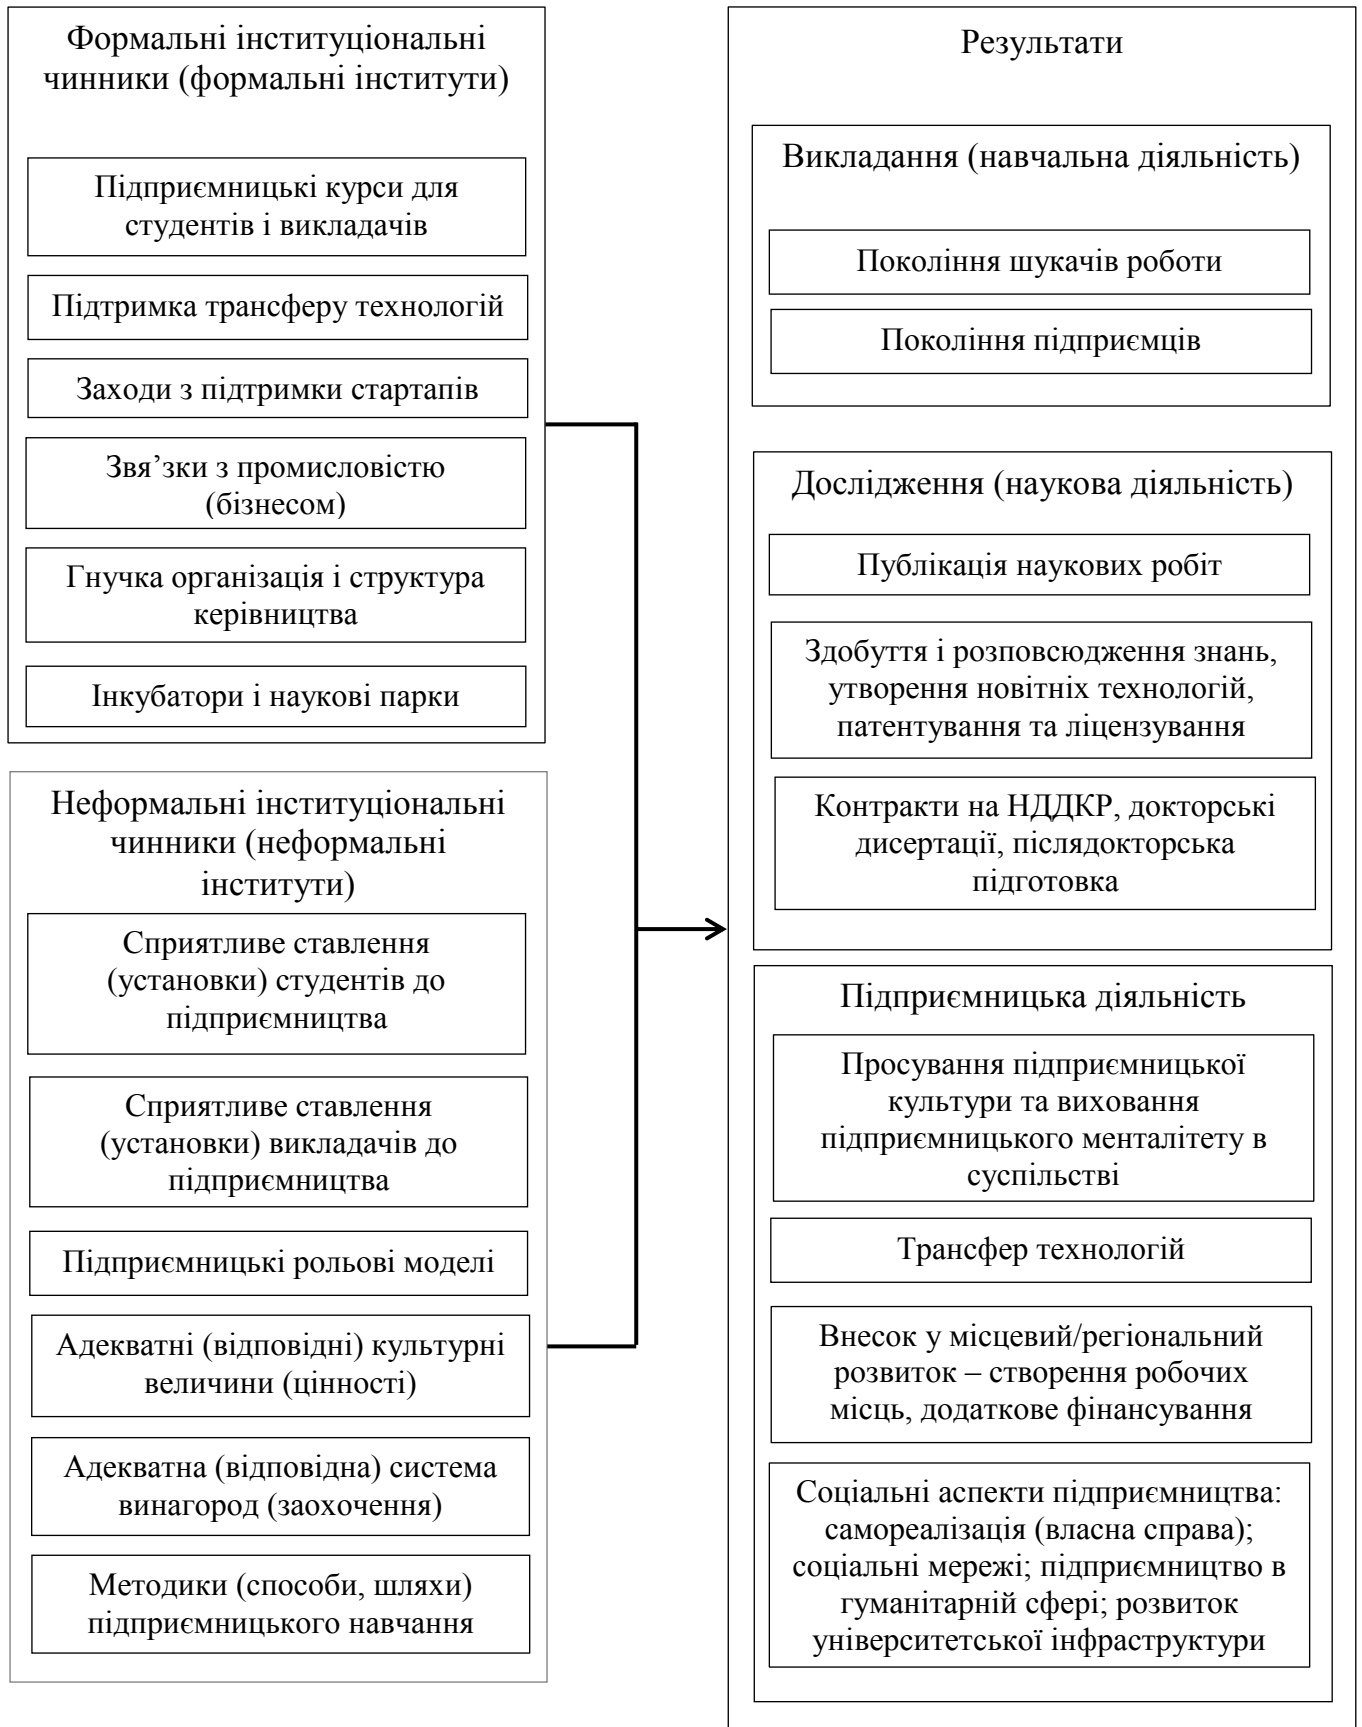 Формальні інституціональні
чинники (формальні інститути)
Підприємницькі курси для
студентів і викладачів
Підтримка трансферу технологій
Заходи з підтримки стартапів
Звя’зки з промисловістю
(бізнесом)
Гнучка організація і структура
керівництва
Інкубатори і наукові парки
Неформальні інституціональні
чинники (неформальні
інститути)
Сприятливе ставлення
(установки) студентів до
підприємництва
Сприятливе ставлення
(установки) викладачів до
підприємництва
Підприємницькі рольові моделі
Адекватні (відповідні) культурні
величини (цінності)
Адекватна (відповідна) система
винагород (заохочення)
Методики (способи, шляхи)
підприємницького навчання
Результати
Викладання (навчальна діяльність)
Покоління шукачів роботи
Покоління підприємців
Дослідження (наукова діяльність)
Публікація наукових робіт
Здобуття і розповсюдження знань,
утворення новітніх технологій,
патентування та ліцензування
Контракти на НДДКР, докторські
дисертації, післядокторська
підготовка
Підприємницька діяльність
Просування підприємницької
культури та виховання
підприємницького менталітету в
суспільстві
Трансфер технологій
Внесок у місцевий/регіональний
розвиток – створення робочих
місць, додаткове фінансування
Соціальні аспекти підприємництва:
самореалізація (власна справа);
соціальні мережі; підприємництво в
гуманітарній сфері; розвиток
університетської інфраструктури